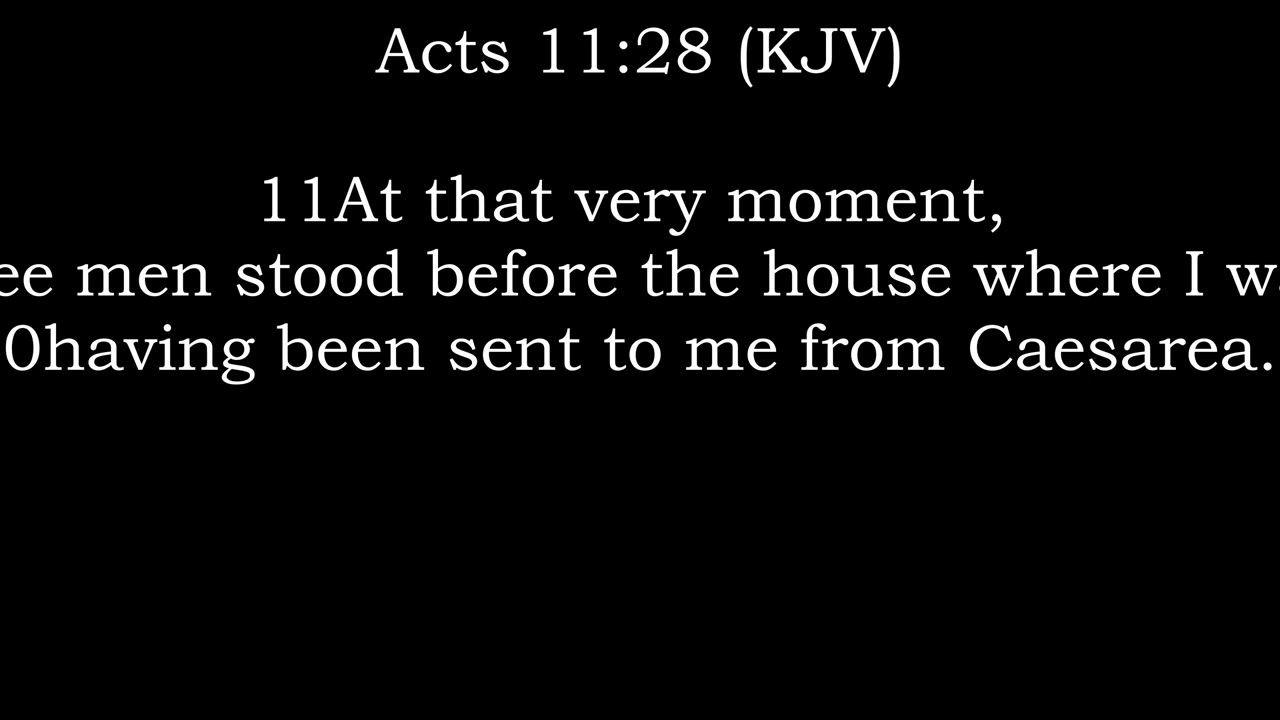 Acts 11:28 (KJV)
11At that very moment,
ee men stood before the house where I wa
0having been sent to me from Caesarea.